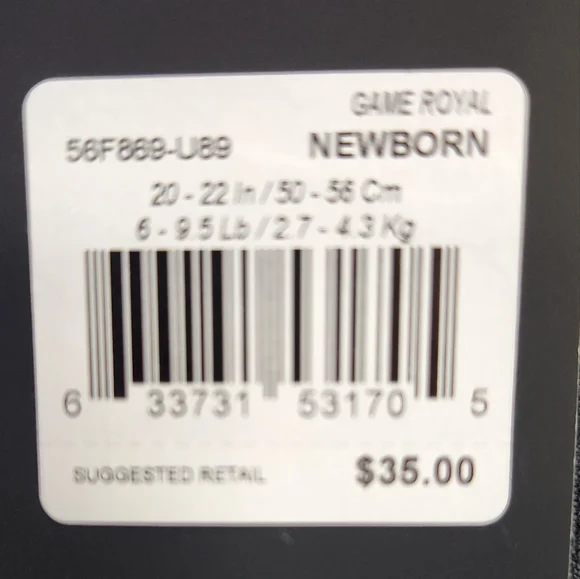 GAME ROYAL
56F869-U89 NEWBORN
20 - 22 In / 50 - 56 Cm
6 - 9.5 Lb / 2.7 - 4.3 Kg
6 33731 53170 5
SUGGESTED RETAIL $35.00